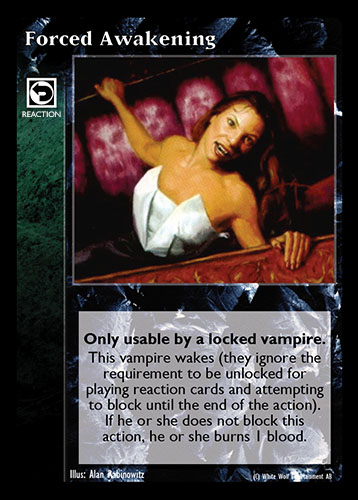 Forced Awakening
REACTION
Only usable by a locked vampire.
This vampire wakes (they ignore the
requirement to be unlocked for
playing reaction cards and attempting
to block until the end of the action).
If he or she does not block this
action, he or she burns 1 blood.
Illus: Alan Rabinowitz
(C) White Wolf Entertainment AB